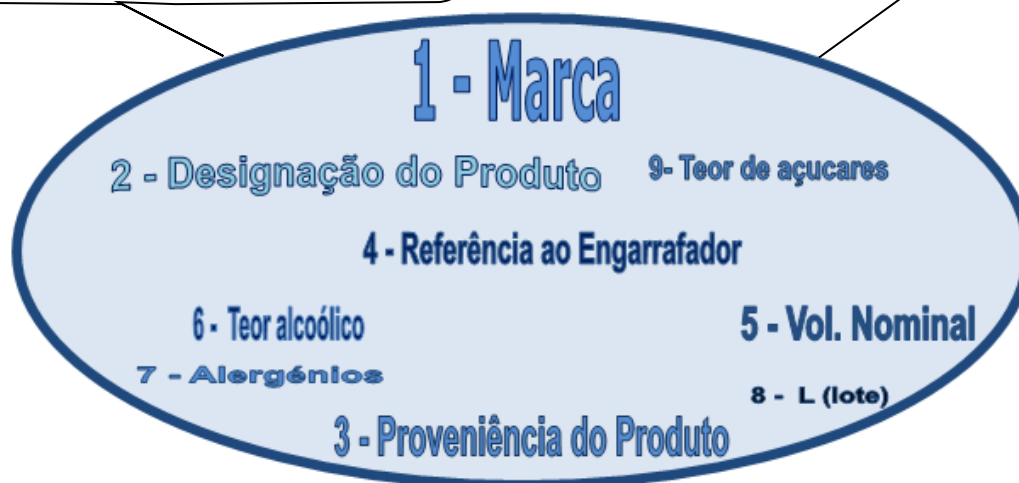 1 - Marca
2 - Designação do Produto
9- Teor de açucares
4 - Referência ao Engarrafador
6 - Teor alcoólico
5 - Vol. Nominal
7 - Alergénios
8 - L (lote)
3 - Proveniência do Produto